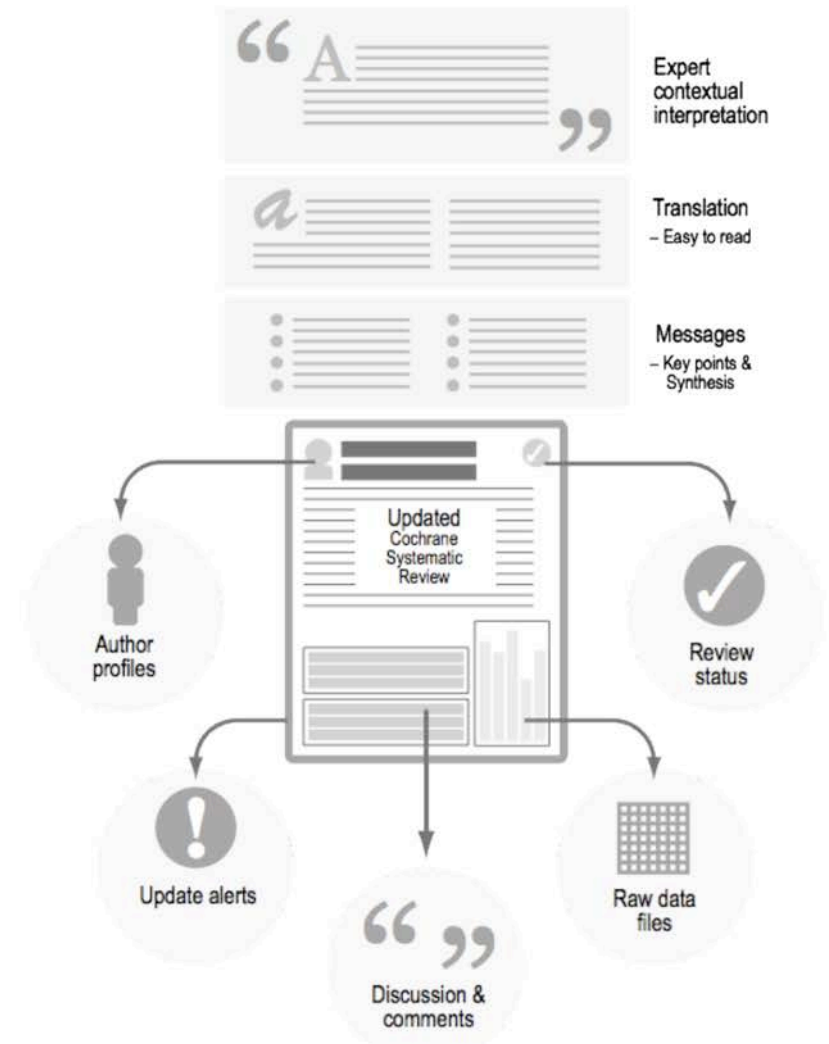 “ A
”
Expert
contextual
interpretation
a
Translation
– Easy to read
Messages
– Key points &
Synthesis
Updated
Cochrane
Systematic
Review
Author
profiles
Review
status
!
Update alerts
Raw data
files
“ ”
Discussion &
comments